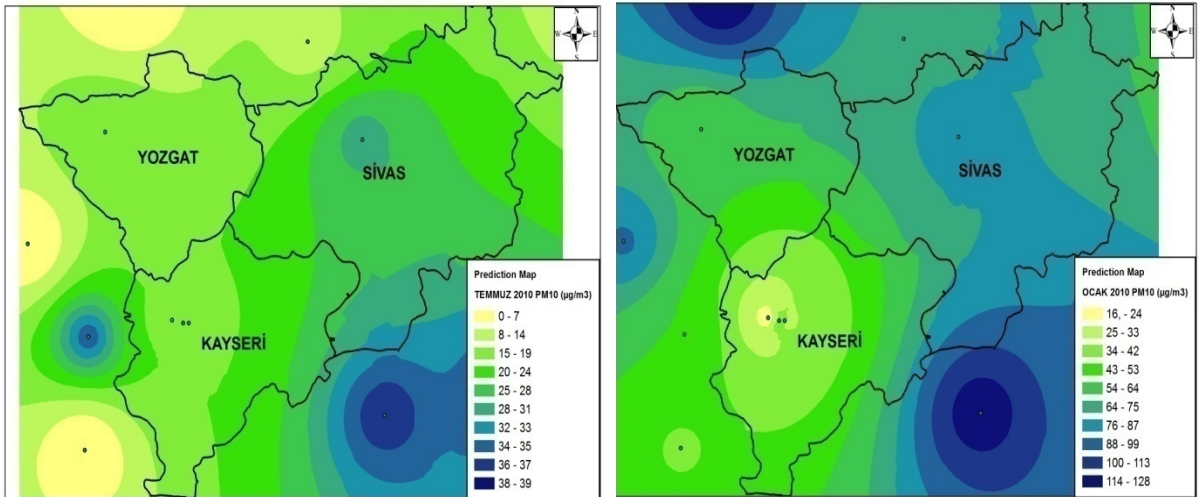 N
W
E
S
YOZGAT
SİVAS
KAYSERİ
Prediction Map
TEMMUZ 2010 PM10 (µg/m3)
0 - 7
8 - 14
15 - 19
20 - 24
25 - 28
28 - 31
32 - 33
34 - 35
36 - 37
38 - 39
N
W
E
S
YOZGAT
SİVAS
KAYSERİ
Prediction Map
OCAK 2010 PM10 (µg/m3)
16, - 24
25 - 33
34 - 42
43 - 53
54 - 64
64 - 75
76 - 87
88 - 99
100 - 113
114 - 128